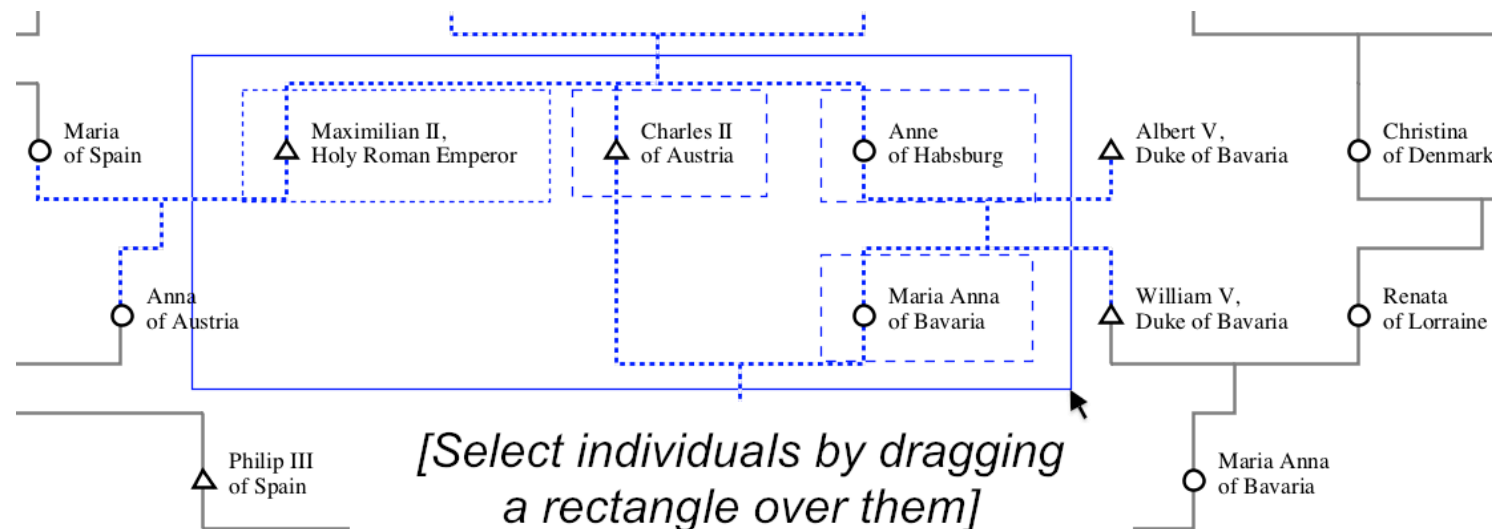 Maria
of Spain
Maximilian II,
Holy Roman Emperor
Charles II
of Austria
Anne
of Habsburg
Albert V,
Duke of Bavaria
Christina
of Denmark
Anna
of Austria
Maria Anna
of Bavaria
William V,
Duke of Bavaria
Renata
of Lorraine
Philip III
of Spain
[Select individuals by dragging
a rectangle over them]
Maria Anna
of Bavaria